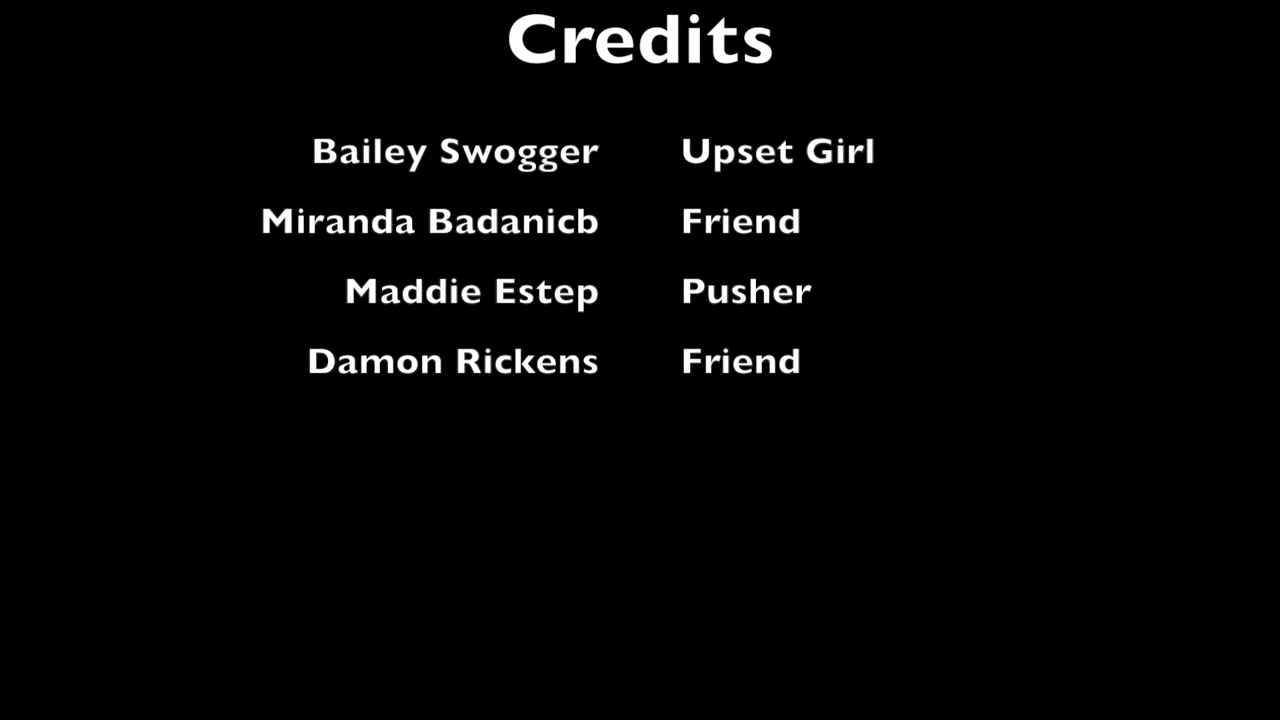 Credits
Bailey Swogger Upset Girl
Miranda Badanicb Friend
Maddie Estep Pusher
Damon Rickens Friend